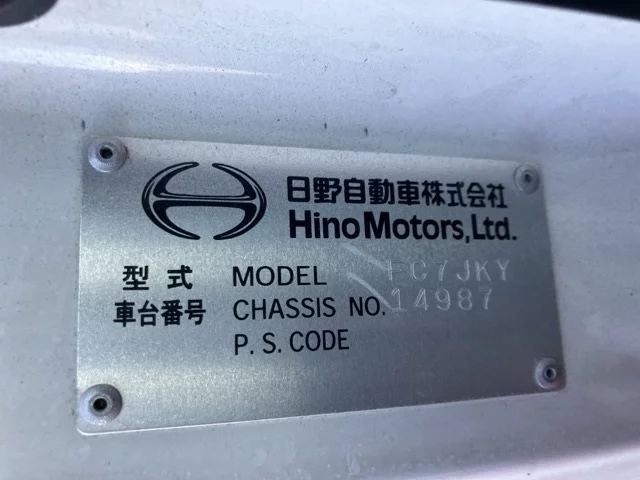 日野自動車株式会社
Hino Motors, Ltd.
型式 MODEL FC7JKY
車台番号 CHASSIS NO. 14987
P. S. CODE